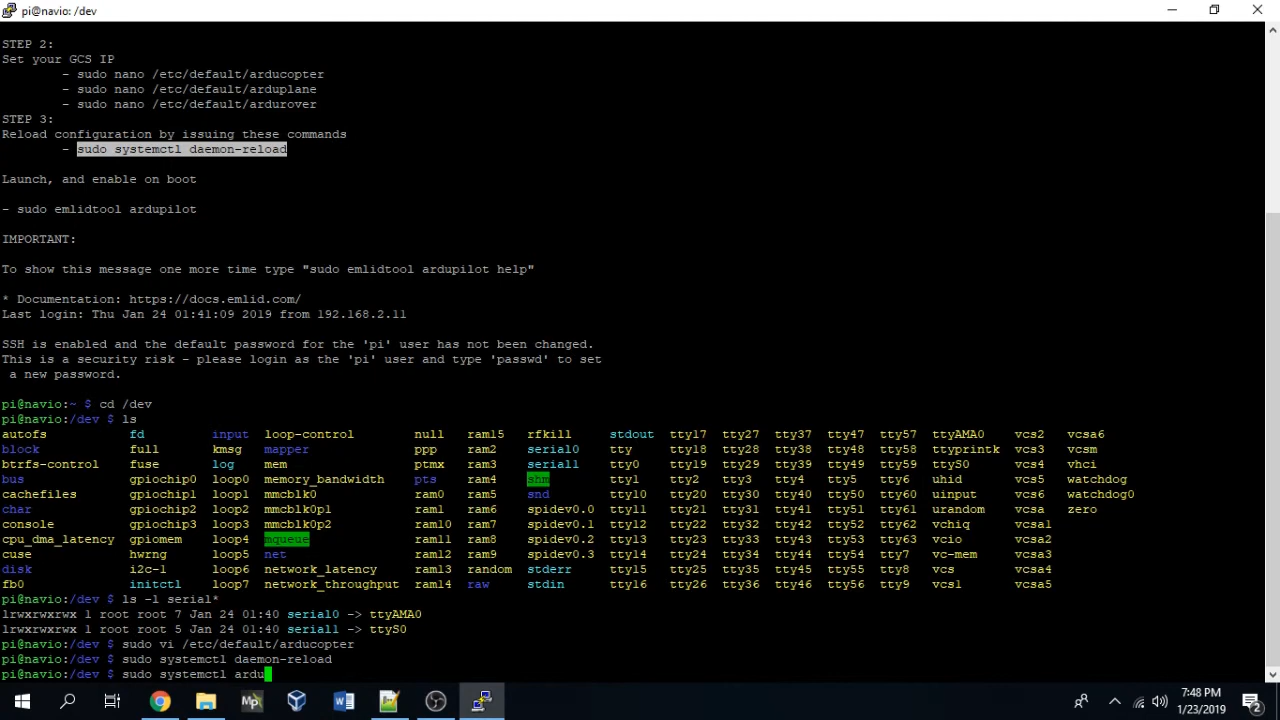 pi@navio: /dev
STEP 2:
Set your GCS IP
- sudo nano /etc/default/arducopter
- sudo nano /etc/default/arduplane
- sudo nano /etc/default/ardurover
STEP 3:
Reload configuration by issuing these commands
- sudo systemctl daemon-reload
Launch, and enable on boot
- sudo emlidtool ardupilot
IMPORTANT:
To show this message one more time type "sudo emlidtool ardupilot help"
* Documentation: https://docs.emlid.com/
Last login: Thu Jan 24 01:41:09 2019 from 192.168.2.11
SSH is enabled and the default password for the 'pi' user has not been changed.
This is a security risk - please login as the 'pi' user and type 'passwd' to set
a new password.
pi@navio:~ $ cd /dev
pi@navio:/dev $ ls
autofs fd input loop-control null ram15 rfkill stdout tty17 tty27 tty37 tty47 tty57 ttyAMA0 vcs2 vcsa6
block full kmsg mapper ppp ram2 serial0 tty tty18 tty28 tty38 tty48 tty58 ttyprintk vcs3 vcsm
btrfs-control fuse log mem ptmx ram3 serial1 tty0 tty19 tty29 tty39 tty49 tty59 ttyS0 vcs4 vhci
bus gpiochip0 loop0 memory_bandwidth pts ram4 shm tty1 tty2 tty3 tty4 tty5 tty6 uhid vcs5 watchdog
cachefiles gpiochip1 loop1 mmcblk0 ram0 ram5 snd tty10 tty20 tty30 tty40 tty50 tty60 uinput vcs6 watchdog0
char gpiochip2 loop2 mmcblk0p1 ram1 ram6 spidev0.0 tty11 tty21 tty31 tty41 tty51 tty61 urandom vcsa zero
console gpiochip3 loop3 mmcblk0p2 ram10 ram7 spidev0.1 tty12 tty22 tty32 tty42 tty52 tty62 vchiq vcsa1
cpu_dma_latency gpiomem loop4 mqueue ram11 ram8 spidev0.2 tty13 tty23 tty33 tty43 tty53 tty63 vcio vcsa2
cuse hwrng loop5 net ram12 ram9 spidev0.3 tty14 tty24 tty34 tty44 tty54 tty7 vc-mem vcsa3
disk i2c-1 loop6 network_latency ram13 random stderr tty15 tty25 tty35 tty45 tty55 tty8 vcs vcsa4
fb0 initctl loop7 network_throughput ram14 raw stdin tty16 tty26 tty36 tty46 tty56 tty9 vcs1 vcsa5
pi@navio:/dev $ ls -l serial*
lrwxrwxrwx 1 root root 7 Jan 24 01:40 serial0 -> ttyAMA0
lrwxrwxrwx 1 root root 5 Jan 24 01:40 serial1 -> ttyS0
pi@navio:/dev $ sudo vi /etc/default/arducopter
pi@navio:/dev $ sudo systemctl daemon-reload
pi@navio:/dev $ sudo systemctl ardu
Mp
W
7:48 PM
1/23/2019
2